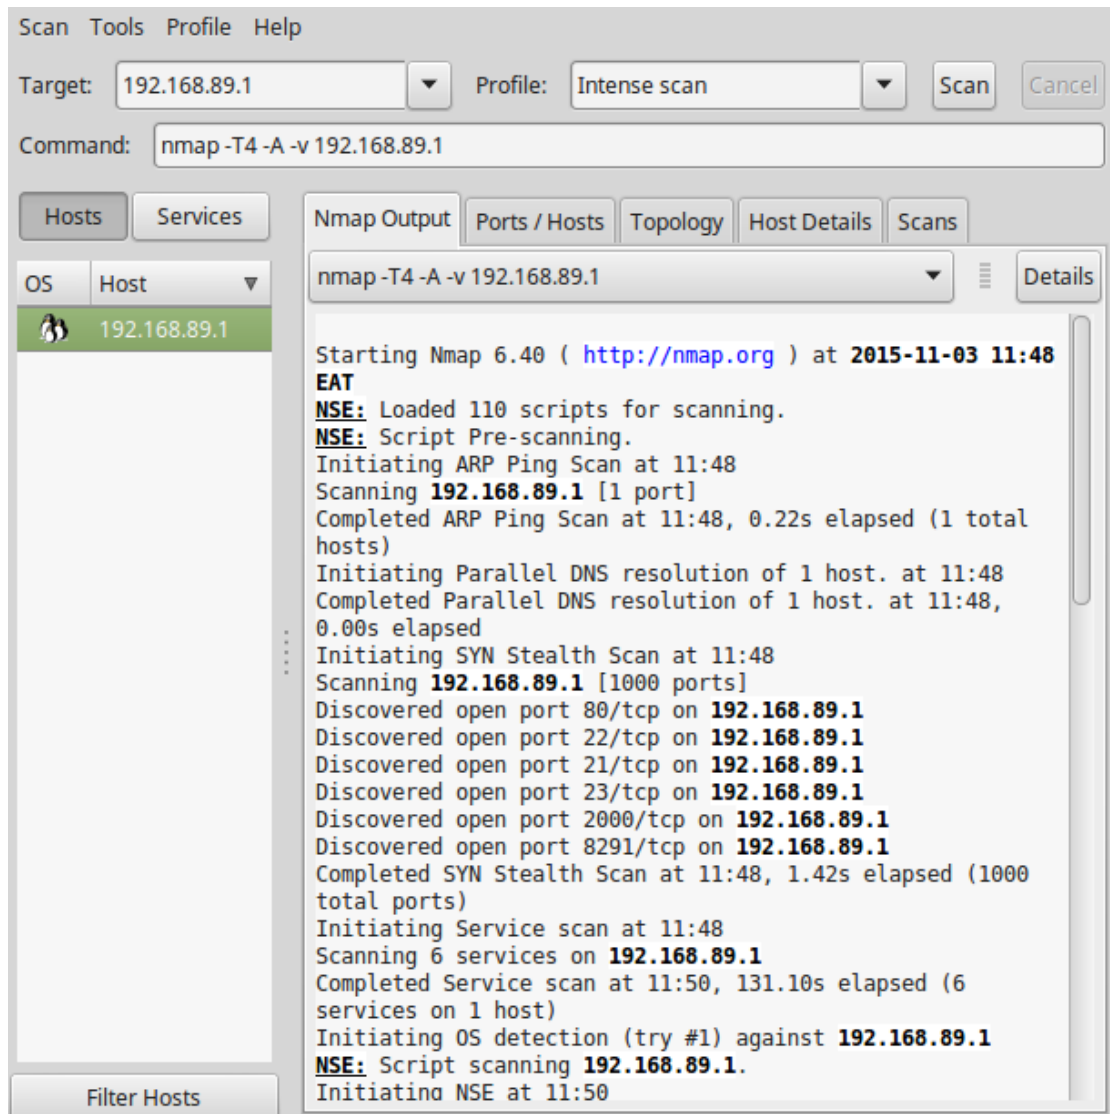 Scan Tools Profile Help
Target: 192.168.89.1 Profile: Intense scan Scan Cancel
Command: nmap -T4 -A -v 192.168.89.1
Hosts Services
OS Host
192.168.89.1
Filter Hosts
Nmap Output Ports / Hosts Topology Host Details Scans
nmap -T4 -A -v 192.168.89.1 Details
Starting Nmap 6.40 ( http://nmap.org ) at 2015-11-03 11:48
EAT
NSE: Loaded 110 scripts for scanning.
NSE: Script Pre-scanning.
Initiating ARP Ping Scan at 11:48
Scanning 192.168.89.1 [1 port]
Completed ARP Ping Scan at 11:48, 0.22s elapsed (1 total
hosts)
Initiating Parallel DNS resolution of 1 host. at 11:48
Completed Parallel DNS resolution of 1 host. at 11:48,
0.00s elapsed
Initiating SYN Stealth Scan at 11:48
Scanning 192.168.89.1 [1000 ports]
Discovered open port 80/tcp on 192.168.89.1
Discovered open port 22/tcp on 192.168.89.1
Discovered open port 21/tcp on 192.168.89.1
Discovered open port 23/tcp on 192.168.89.1
Discovered open port 2000/tcp on 192.168.89.1
Discovered open port 8291/tcp on 192.168.89.1
Completed SYN Stealth Scan at 11:48, 1.42s elapsed (1000
total ports)
Initiating Service scan at 11:48
Scanning 6 services on 192.168.89.1
Completed Service scan at 11:50, 131.10s elapsed (6
services on 1 host)
Initiating OS detection (try #1) against 192.168.89.1
NSE: Script scanning 192.168.89.1.
Initiating NSE at 11:50